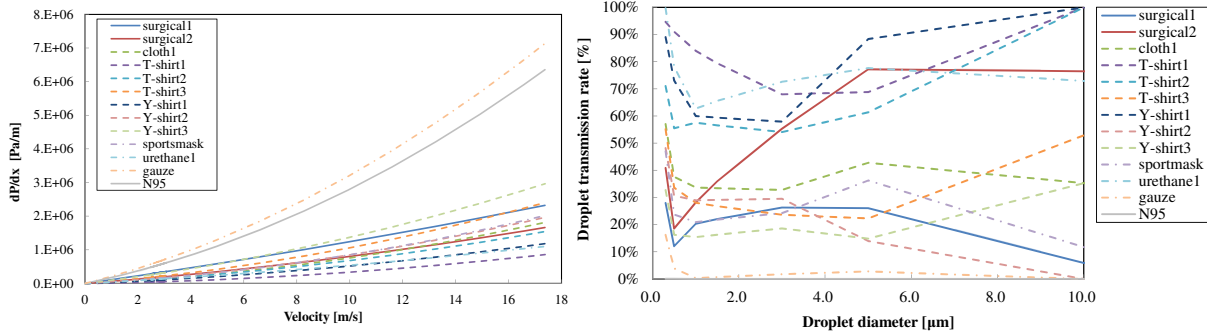 dP/dx [Pa/m]
8.E+06
7.E+06
6.E+06
5.E+06
4.E+06
3.E+06
2.E+06
1.E+06
0.E+00
surgical1
surgical2
cloth1
T-shirt1
T-shirt2
T-shirt3
Y-shirt1
Y-shirt2
Y-shirt3
sportsmask
urethane1
gauze
N95
0 2 4 6 8 10 12 14 16 18
Velocity [m/s]
Droplet transmission rate [%]
100%
90%
80%
70%
60%
50%
40%
30%
20%
10%
0%
0.0 2.0 4.0 6.0 8.0 10.0
Droplet diameter [µm]
surgical1
surgical2
cloth1
T-shirt1
T-shirt2
T-shirt3
Y-shirt1
Y-shirt2
Y-shirt3
sportmask
urethane1
gauze
N95